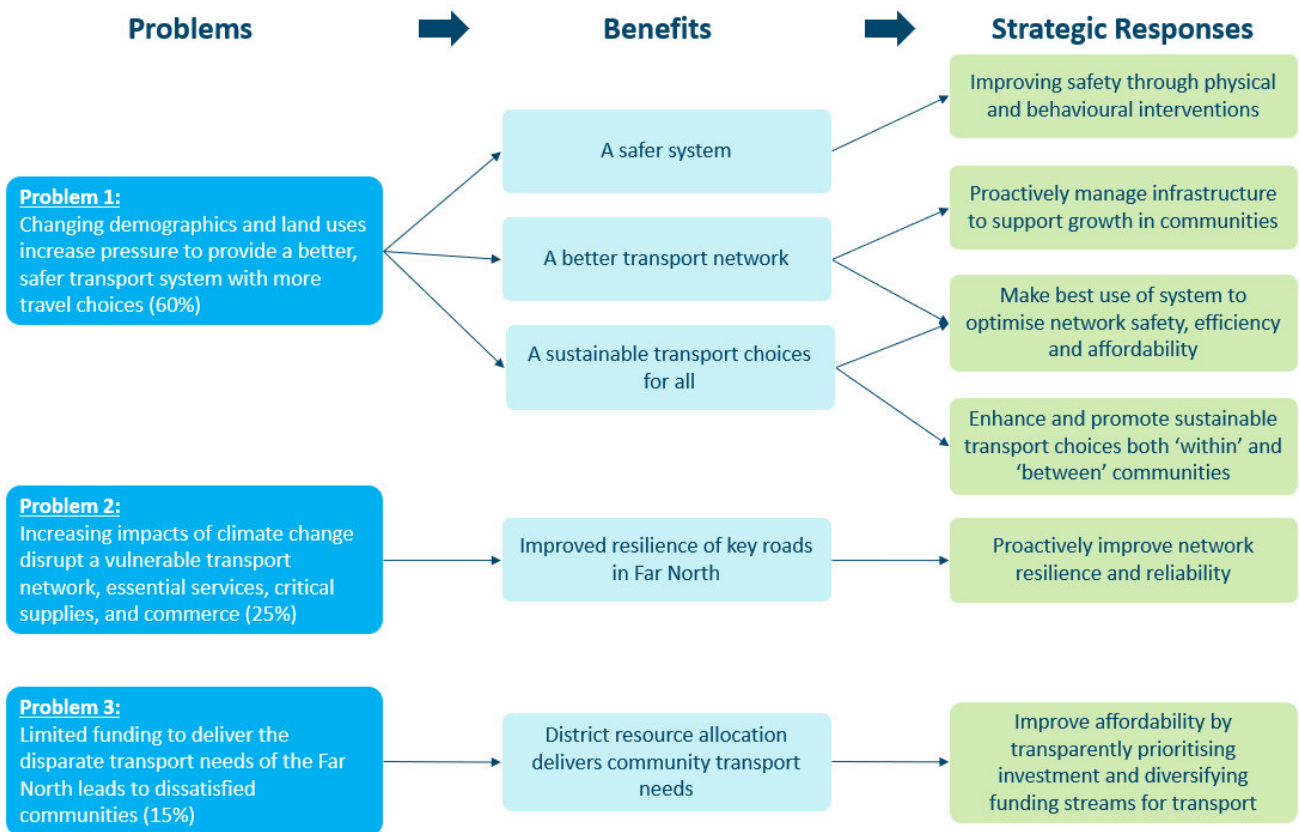 Problems
Benefits
Strategic Responses
Problem 1:
Changing demographics and land uses
increase pressure to provide a better,
safer transport system with more
travel choices (60%)
A safer system
A better transport network
A sustainable transport choices
for all
Improving safety through physical
and behavioural interventions
Proactively manage infrastructure
to support growth in communities
Make best use of system to
optimise network safety, efficiency
and affordability
Enhance and promote sustainable
transport choices both ‘within’ and
‘between’ communities
Problem 2:
Increasing impacts of climate change
disrupt a vulnerable transport
network, essential services, critical
supplies, and commerce (25%)
Improved resilience of key roads
in Far North
Proactively improve network
resilience and reliability
Problem 3:
Limited funding to deliver the
disparate transport needs of the Far
North leads to dissatisfied
communities (15%)
District resource allocation
delivers community transport
needs
Improve affordability by
transparently prioritising
investment and diversifying
funding streams for transport